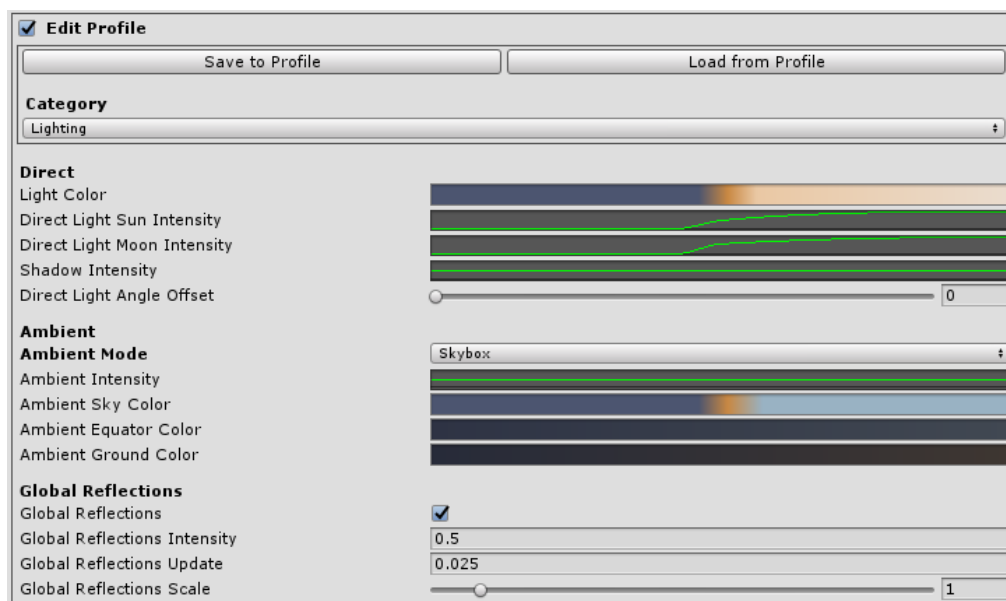 Edit Profile
Save to Profile Load from Profile
Category
Lighting
Direct
Light Color
Direct Light Sun Intensity
Direct Light Moon Intensity
Shadow Intensity
Direct Light Angle Offset 0
Ambient
Ambient Mode Skybox
Ambient Intensity
Ambient Sky Color
Ambient Equator Color
Ambient Ground Color
Global Reflections
Global Reflections
Global Reflections Intensity 0.5
Global Reflections Update 0.025
Global Reflections Scale 1